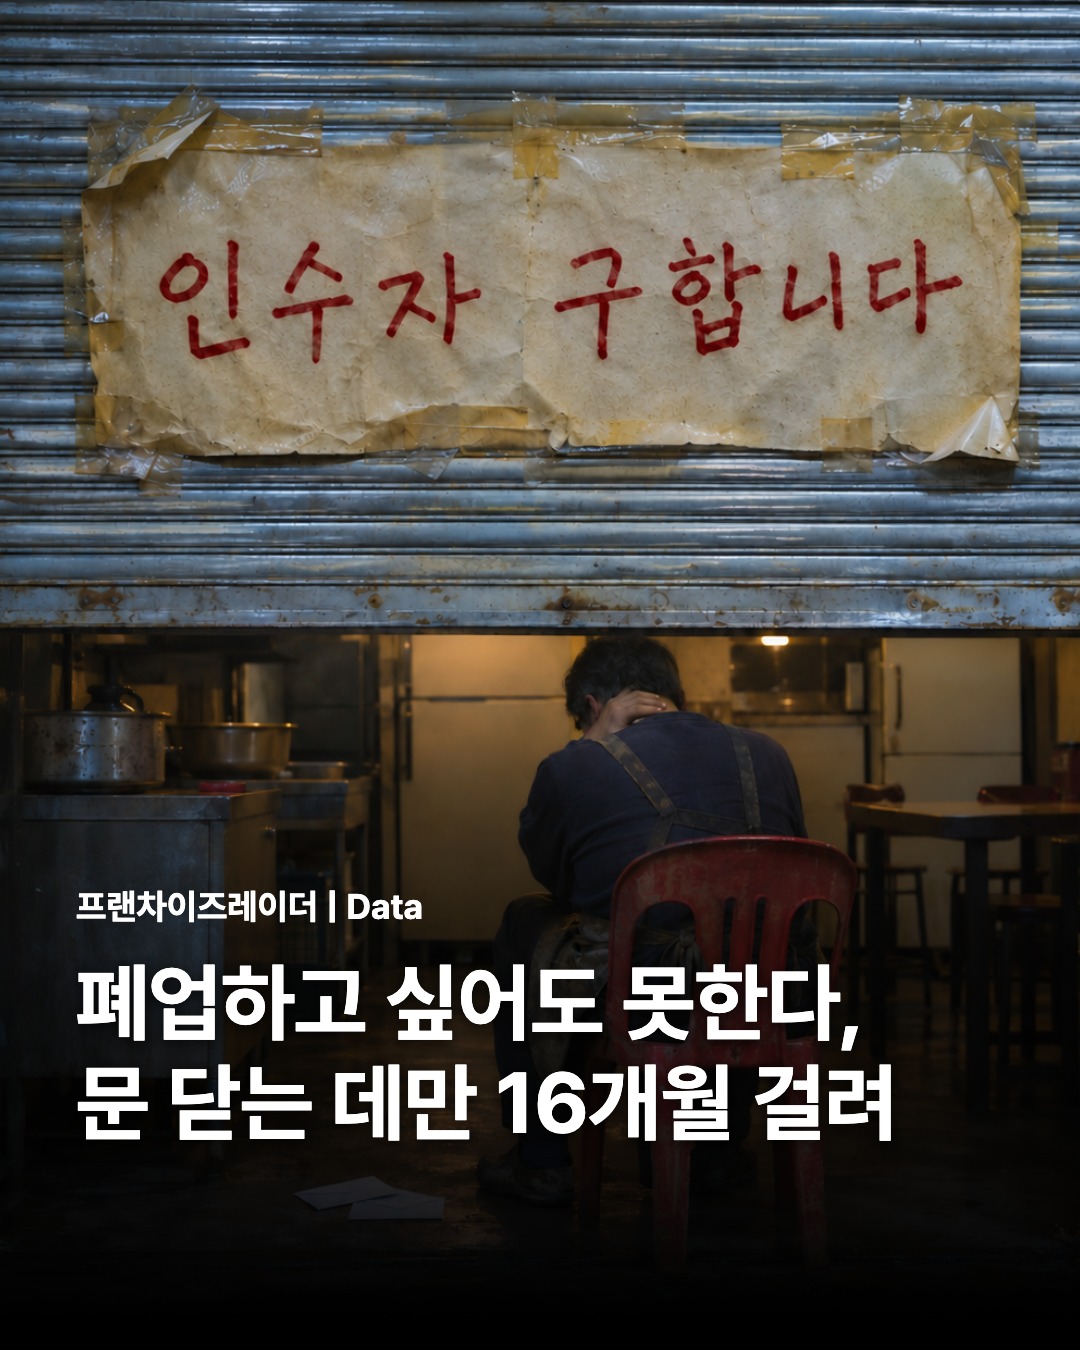 인수자 구합니다
프랜차이즈레이더 | Data
폐업하고 싶어도 못한다,
문 닫는 데만 16개월 걸려